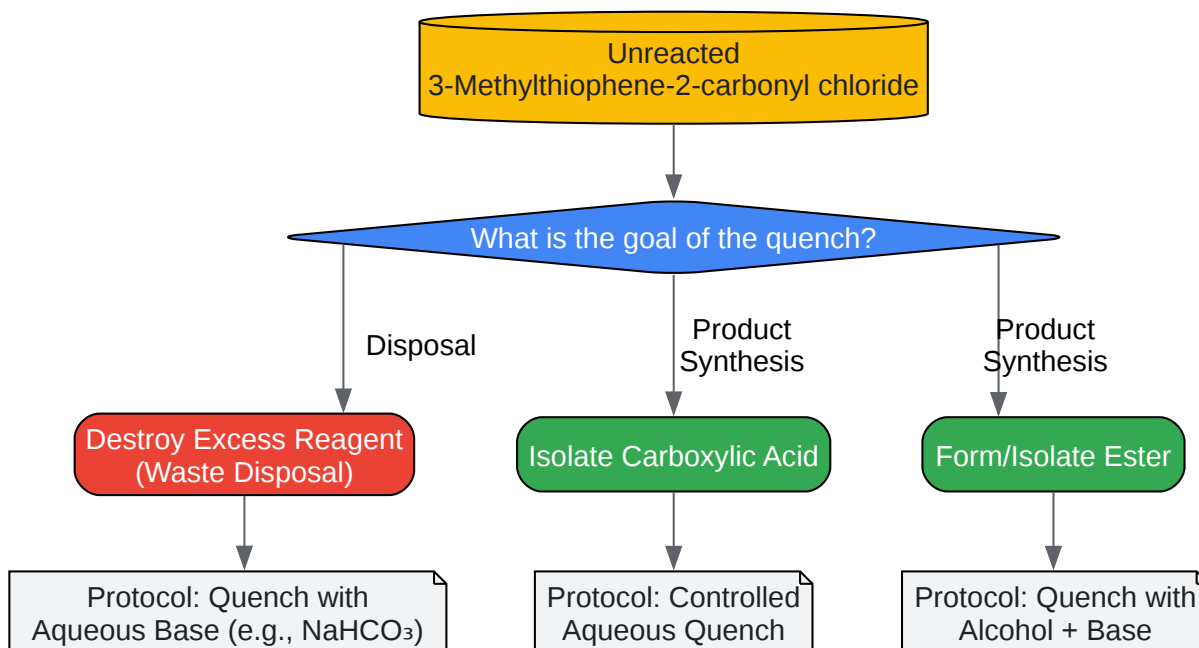 Unreacted
3-Methylthiophene-2-carbonyl chloride
What is the goal of the quench?
Disposal
Product
Synthesis
Product
Synthesis
Destroy Excess Reagent
(Waste Disposal)
Isolate Carboxylic Acid
Form/Isolate Ester
Protocol: Quench with
Aqueous Base (e.g., NaHCO₃)
Protocol: Controlled
Aqueous Quench
Protocol: Quench with
Alcohol + Base